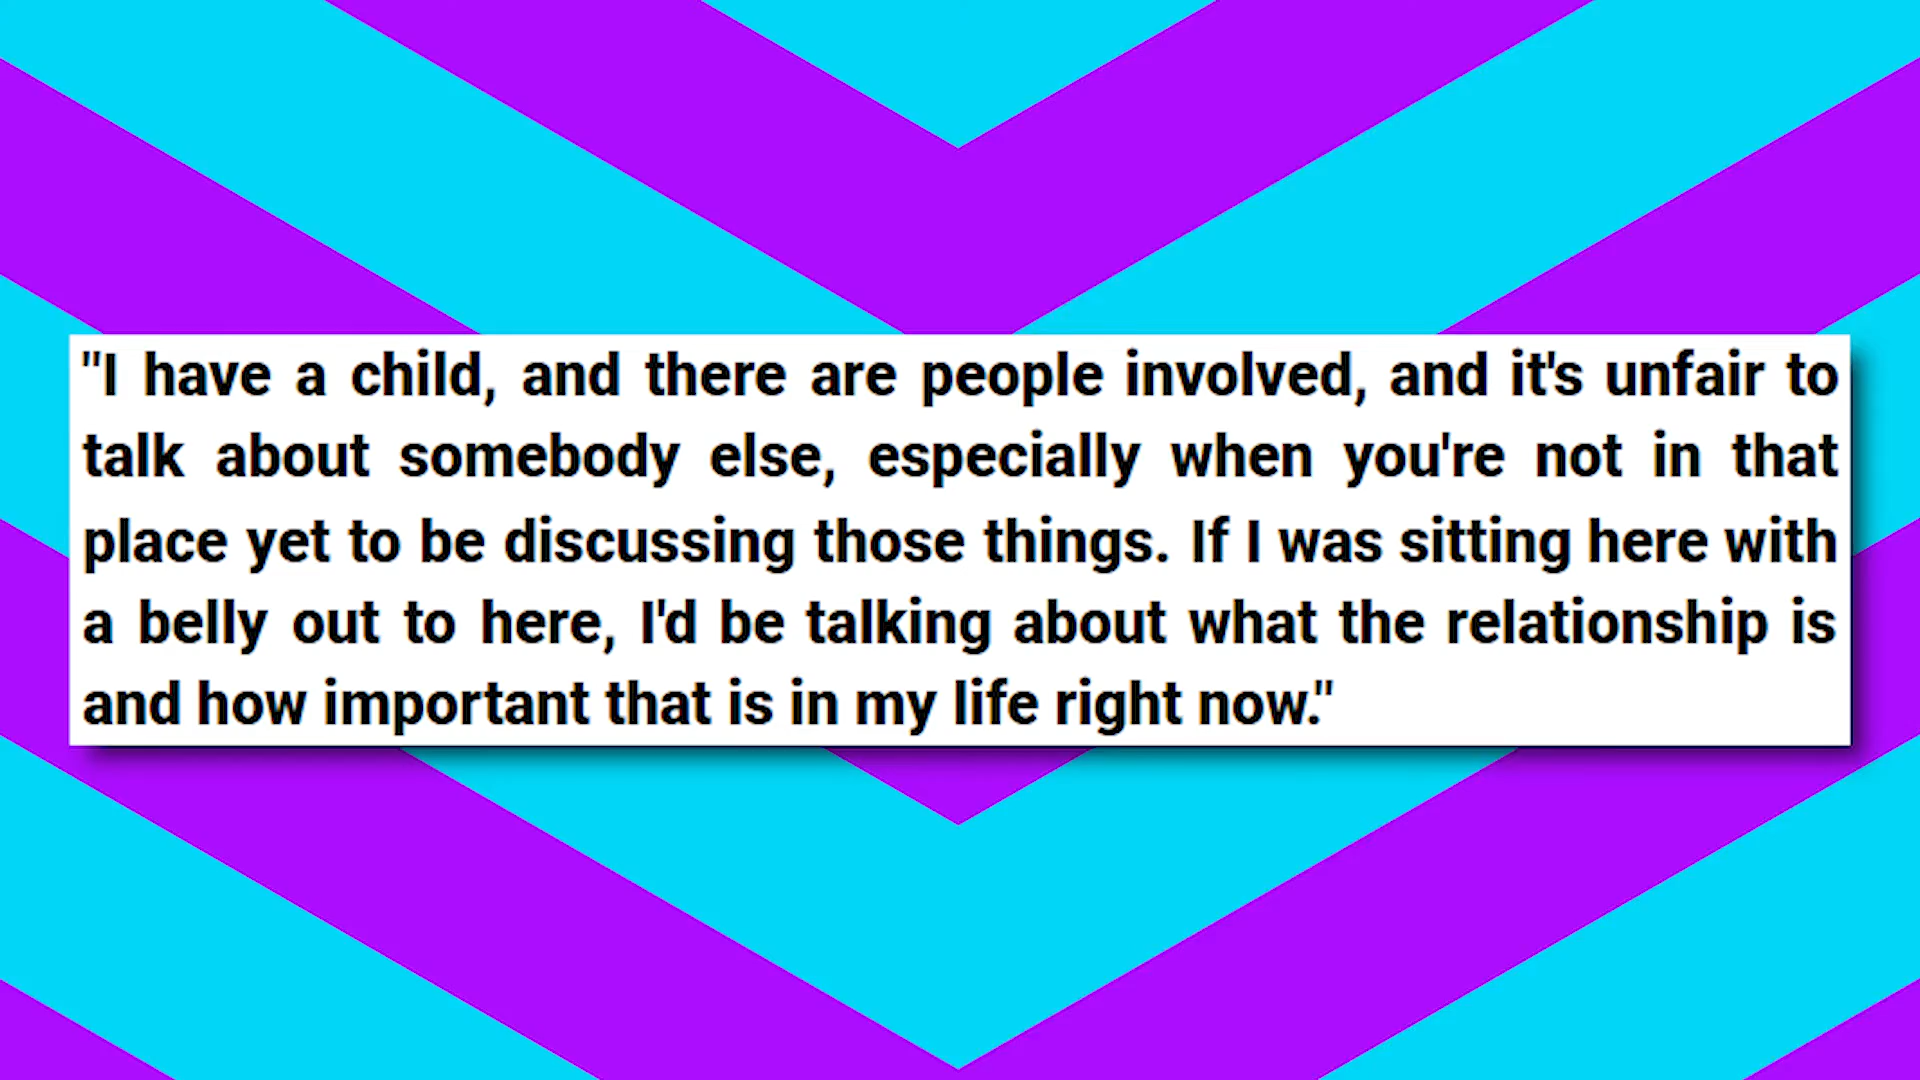 "I have a child, and there are people involved, and it's unfair to
talk about somebody else, especially when you're not in that
place yet to be discussing those things. If I was sitting here with
a belly out to here, I'd be talking about what the relationship is
and how important that is in my life right now."